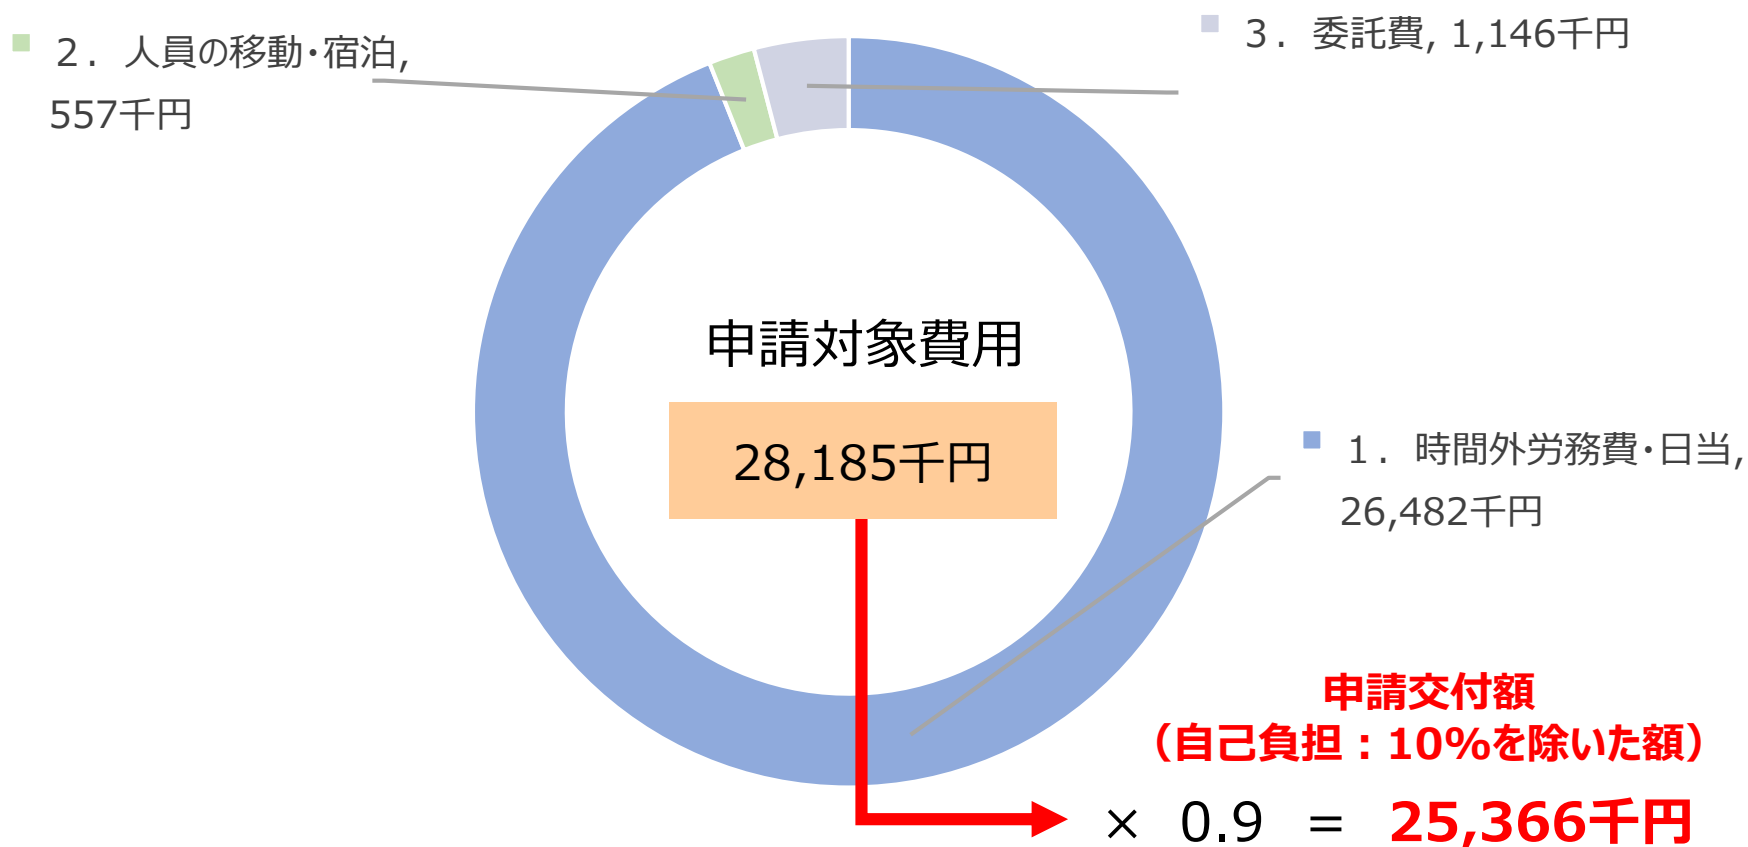 ２．人員の移動・宿泊,
557千円
３．委託費, 1,146千円
申請対象費用
28,185千円
１．時間外労務費・日当,
26,482千円
申請交付額
（自己負担：10%を除いた額）
× 0.9 = 25,366千円